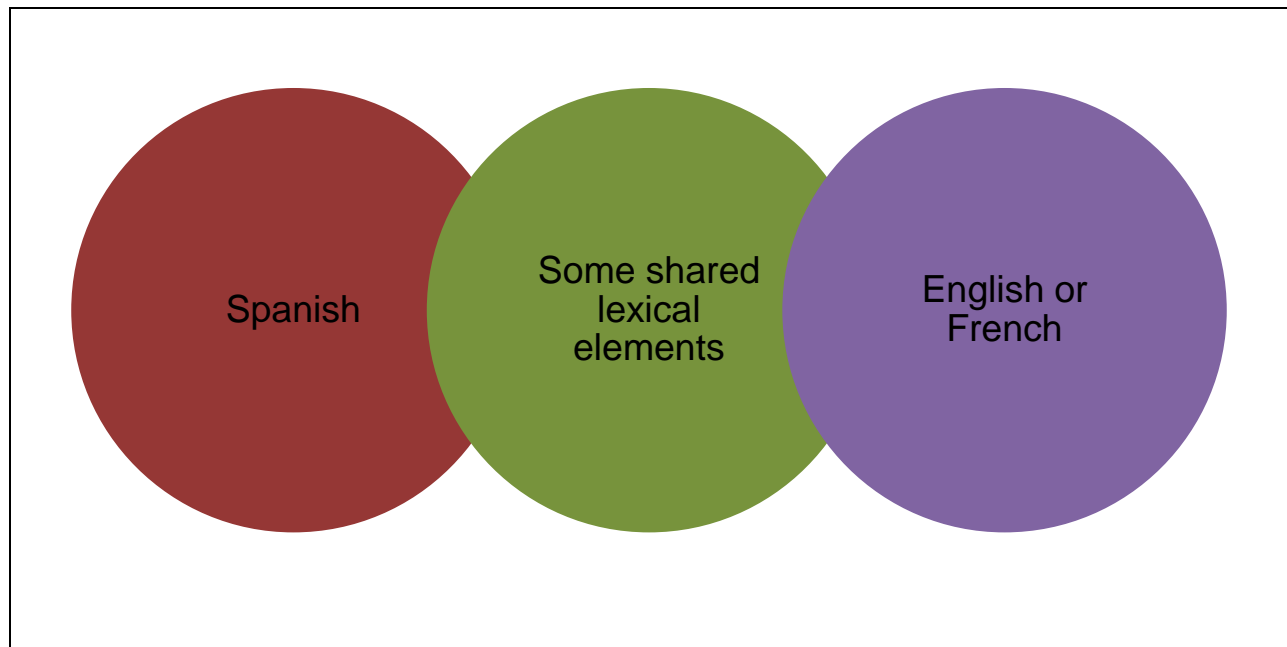 Spanish
Some shared
lexical
elements
English or
French